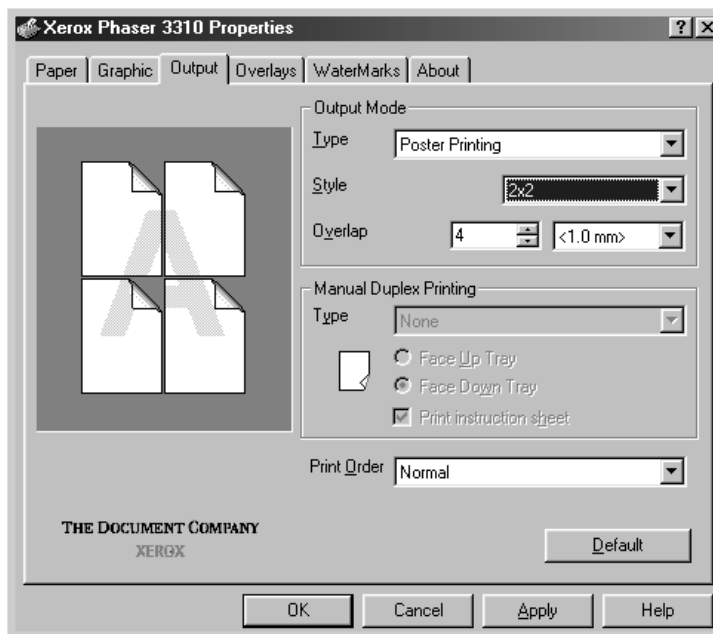 Xerox Phaser 3310 Properties
Paper Graphic Output Overlays WaterMarks About
A
Output Mode
Type Poster Printing
Style 2x2
Overlap 4 <1.0 mm>
Manual Duplex Printing
Type None
Face Up Tray
Face Down Tray
Print instruction sheet
Print Order Normal
THE DOCUMENT COMPANY
XEROX
Default
OK Cancel Apply Help